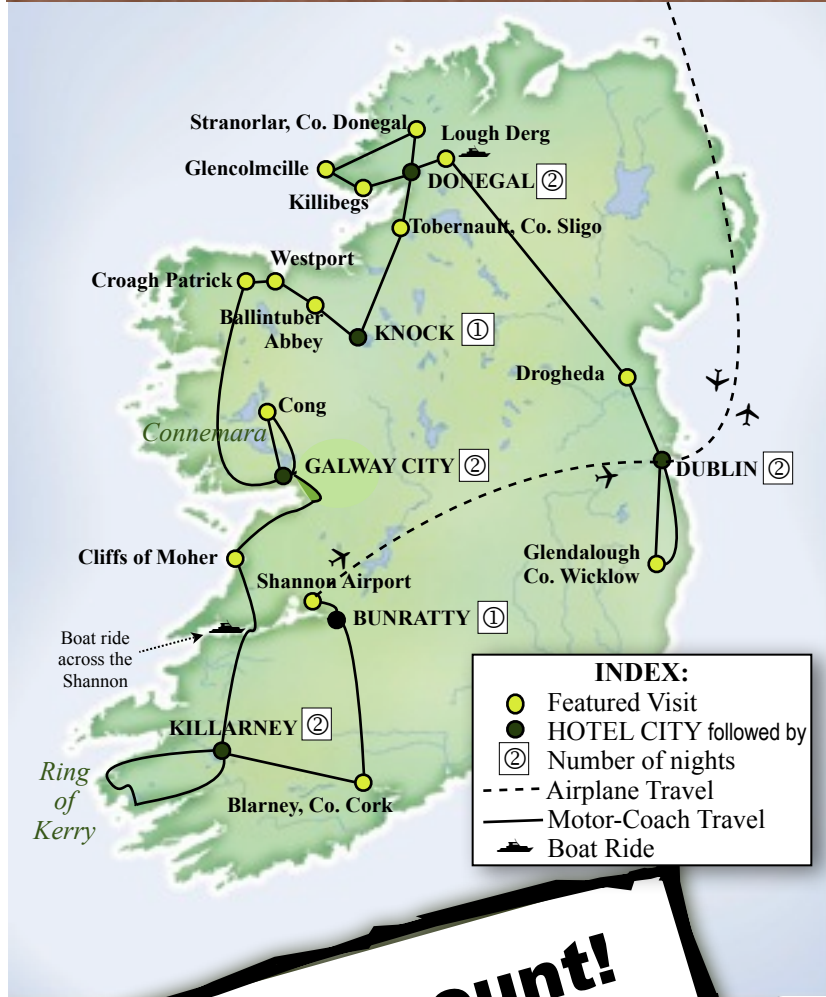 Stranorlar, Co. Donegal
Lough Derg
Glencolmcille
DONEGAL ②
Killibegs
Tobernault, Co. Sligo
Westport
Croagh Patrick
Ballintuber
Abbey
KNOCK ①
Drogheda
Cong
Connemara
GALWAY CITY ②
DUBLIN ②
Cliffs of Moher
Glendalough
Co. Wicklow
Shannon Airport
BUNRATTY ①
Boat ride
across the
Shannon
KILLARNEY ②
Ring
of
Kerry
Blarney, Co. Cork
INDEX:
Featured Visit
HOTEL CITY followed by
② Number of nights
Airplane Travel
Motor-Coach Travel
Boat Ride